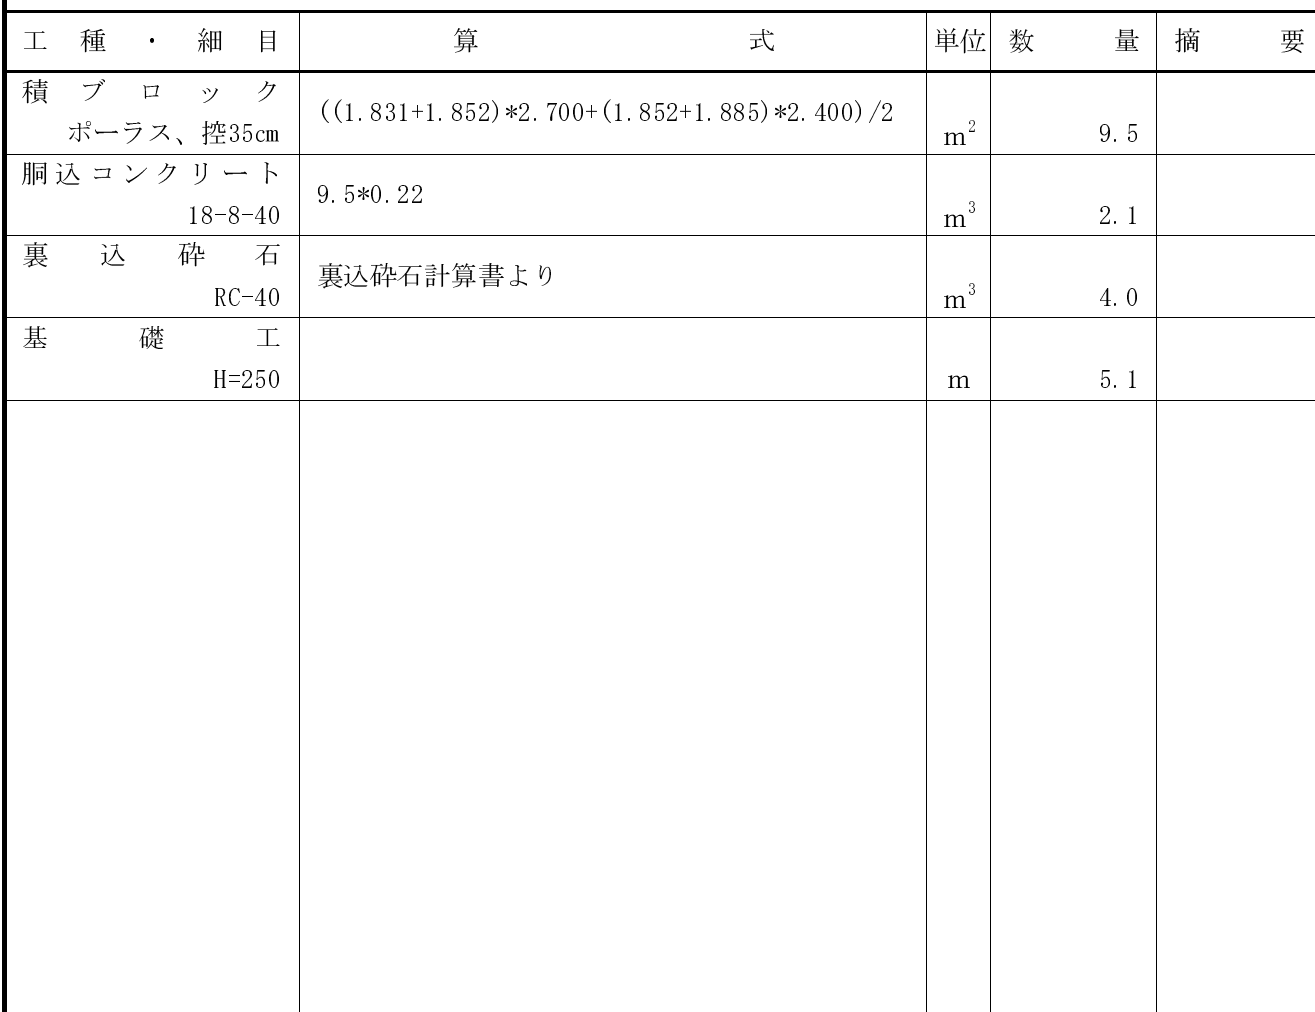 工種・細目 算式 単位 数量 摘要
積ブロック
((1.831+1.852)*2.700+(1.852+1.885)*2.400)/2
ポーラス、控35cm m² 9.5
胴込コンクリート
9.5*0.22
18-8-40 m³ 2.1
裏込砕石
裏込砕石計算書より
RC-40 m³ 4.0
基礎工
H=250 m 5.1